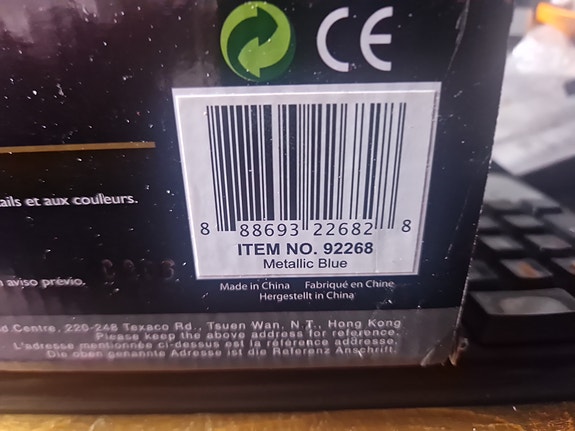 CE
ails et aux couleurs.
8 88693 22682 8
ITEM NO. 92268
Metallic Blue
aviso prévio.
Made in China Fabriqué en Chine
Hergestellt in China
d Centre, 220-248 Texaco Rd., Tsuen Wan, N.T., Hong Kong
Please keep the above address for reference.
L'adresse mentionnée ci-dessus est la référence adresse.
Die oben genannte Adresse ist die Referenz Anschrift.